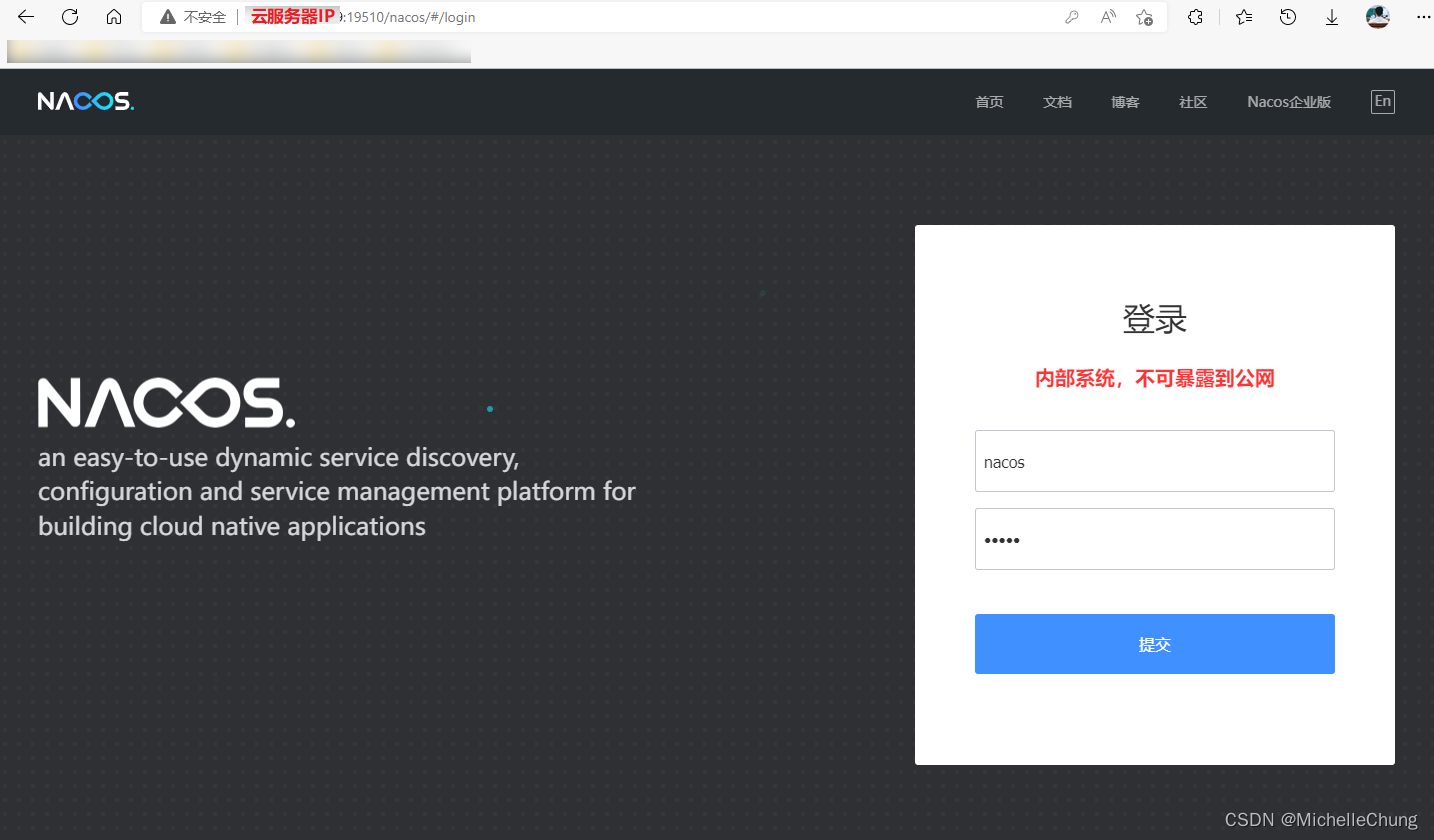 不安全 云服务器IP 9:19510/nacos/#/login
NACOS.
首页 文档 博客 社区 Nacos企业版 En
登录
内部系统，不可暴露到公网
NACOS.
an easy-to-use dynamic service discovery,
configuration and service management platform for
building cloud native applications
nacos
•••••
提交
CSDN @MichelleChung